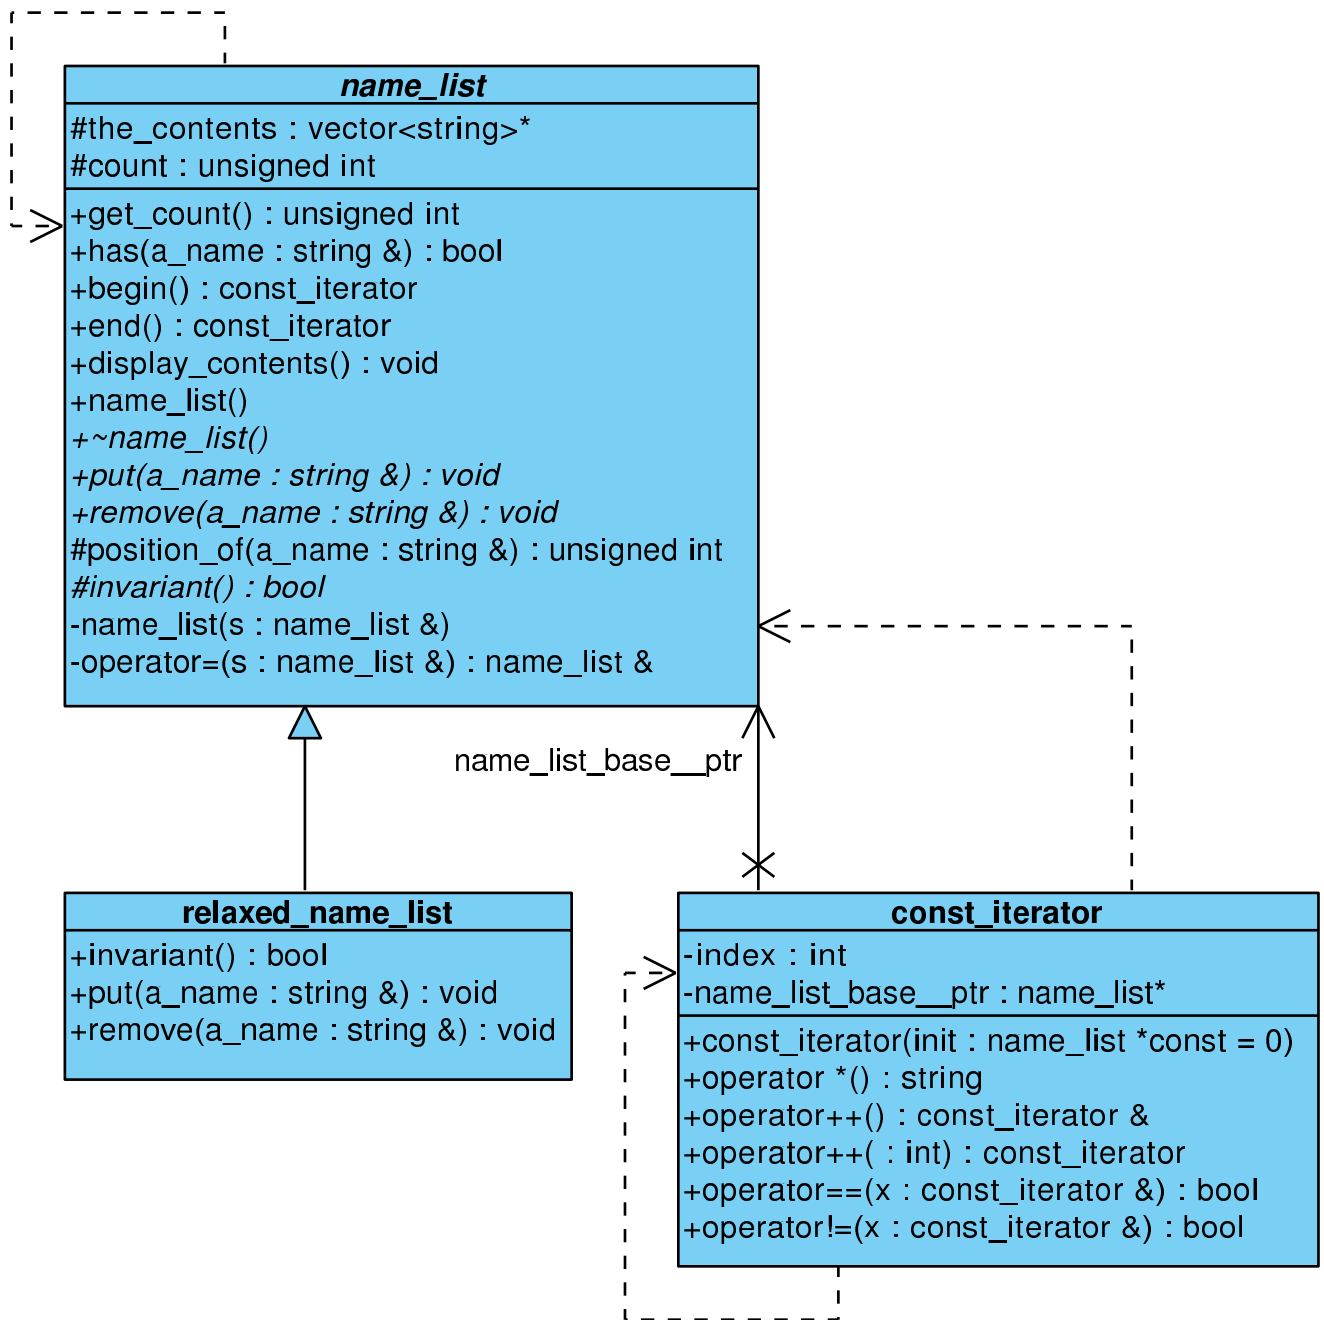 name_list
#the_contents : vector<string>*
#count : unsigned int
+get_count() : unsigned int
+has(a_name : string &) : bool
+begin() : const_iterator
+end() : const_iterator
+display_contents() : void
+name_list()
+~name_list()
+put(a_name : string &) : void
+remove(a_name : string &) : void
#position_of(a_name : string &) : unsigned int
#invariant() : bool
-name_list(s : name_list &)
-operator=(s : name_list &) : name_list &
name_list_base__ptr
relaxed_name_list
+invariant() : bool
+put(a_name : string &) : void
+remove(a_name : string &) : void
const_iterator
-index : int
-name_list_base__ptr : name_list*
+const_iterator(init : name_list *const = 0)
+operator *() : string
+operator++() : const_iterator &
+operator++( : int) : const_iterator
+operator==(x : const_iterator &) : bool
+operator!=(x : const_iterator &) : bool